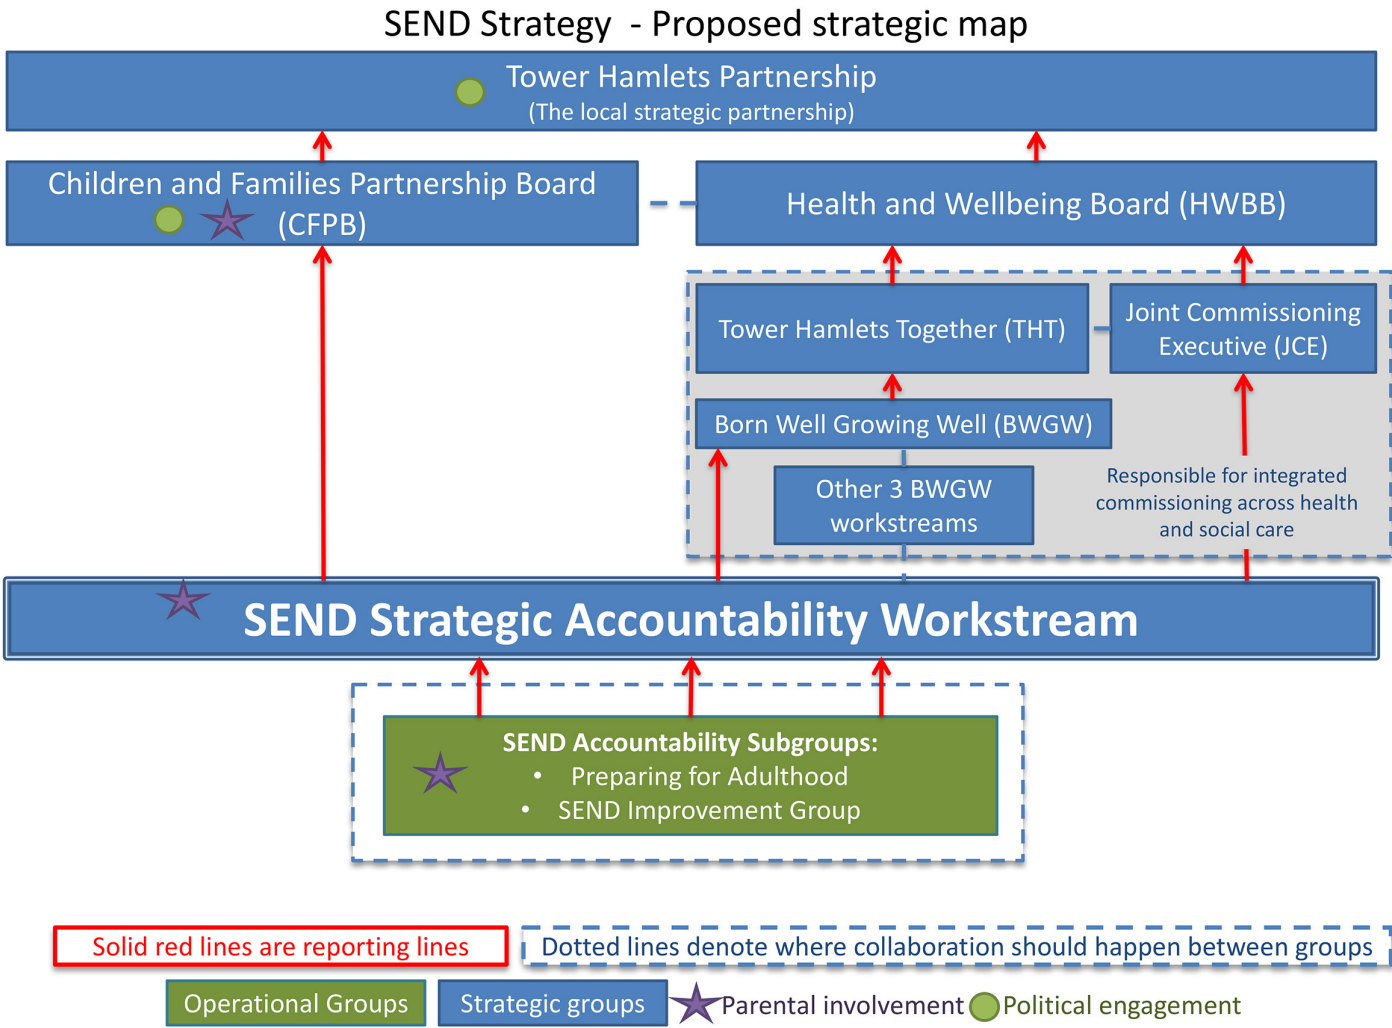 SEND Strategy - Proposed strategic map
Tower Hamlets Partnership
(The local strategic partnership)
Children and Families Partnership Board
(CFPB)
Health and Wellbeing Board (HWBB)
Tower Hamlets Together (THT)
Joint Commissioning
Executive (JCE)
Born Well Growing Well (BWGW)
Other 3 BWGW
workstreams
Responsible for integrated
commissioning across health
and social care
SEND Strategic Accountability Workstream
SEND Accountability Subgroups:
• Preparing for Adulthood
• SEND Improvement Group
Solid red lines are reporting lines
Dotted lines denote where collaboration should happen between groups
Operational Groups
Strategic groups
Parental involvement
Political engagement